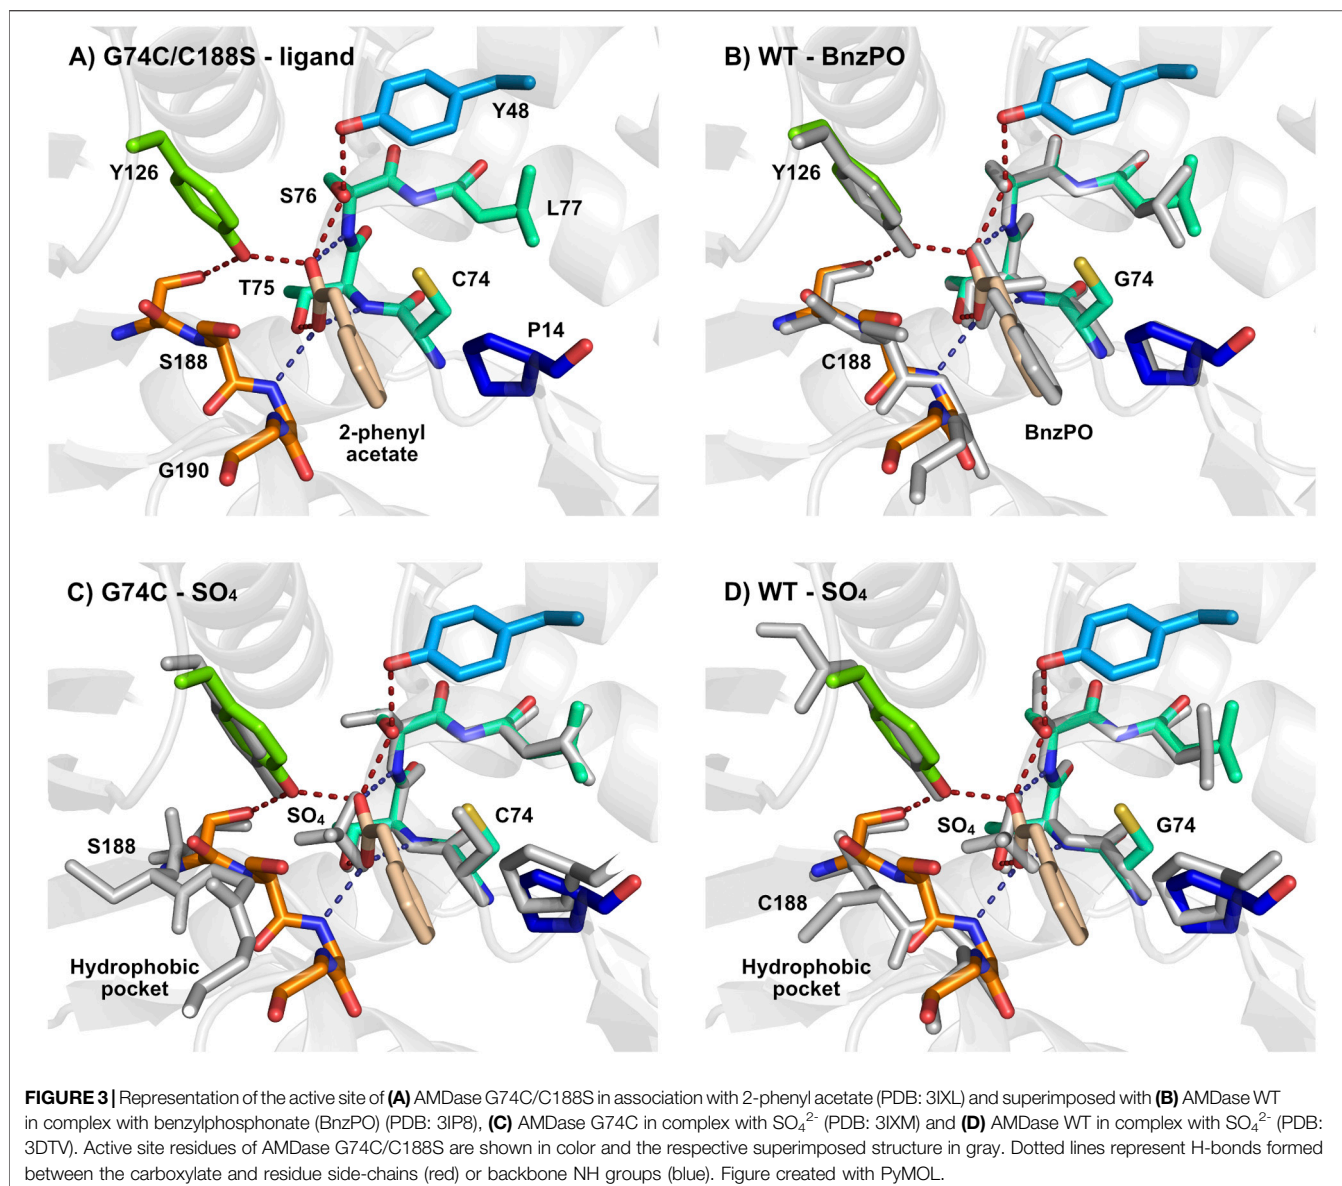 A) G74C/C188S - ligand
Y48
Y126
S76
L77
T75
C74
P14
S188
2-phenyl
acetate
G190
B) WT - BnzPO
Y126
G74
C188
BnzPO
C) G74C - SO4
SO4
C74
S188
Hydrophobic
pocket
D) WT - SO4
SO4
G74
C188
Hydrophobic
pocket
FIGURE 3 | Representation of the active site of (A) AMDase G74C/C188S in association with 2-phenyl acetate (PDB: 3IXL) and superimposed with (B) AMDase WT
in complex with benzylphosphonate (BnzPO) (PDB: 3IP8), (C) AMDase G74C in complex with SO4²⁻ (PDB: 3IXM) and (D) AMDase WT in complex with SO4²⁻ (PDB:
3DTV). Active site residues of AMDase G74C/C188S are shown in color and the respective superimposed structure in gray. Dotted lines represent H-bonds formed
between the carboxylate and residue side-chains (red) or backbone NH groups (blue). Figure created with PyMOL.